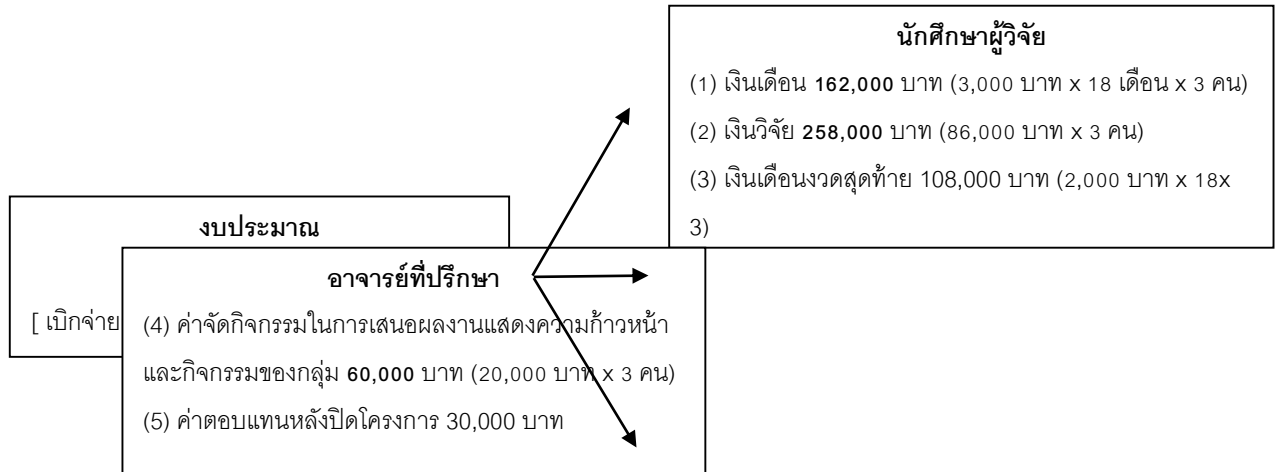 นักศึกษาผู้วิจัย
(1) เงินเดือน 162,000 บาท (3,000 บาท x 18 เดือน x 3 คน)
(2) เงินวิจัย 258,000 บาท (86,000 บาท x 3 คน)
(3) เงินเดือนงวดสุดท้าย 108,000 บาท (2,000 บาท x 18x
3)
งบประมาณ
[ เบิกจ่าย
อาจารย์ที่ปรึกษา
(4) ค่าจัดกิจกรรมในการเสนอผลงานแสดงความก้าวหน้า
และกิจกรรมของกลุ่ม 60,000 บาท (20,000 บาท x 3 คน)
(5) ค่าตอบแทนหลังปิดโครงการ 30,000 บาท